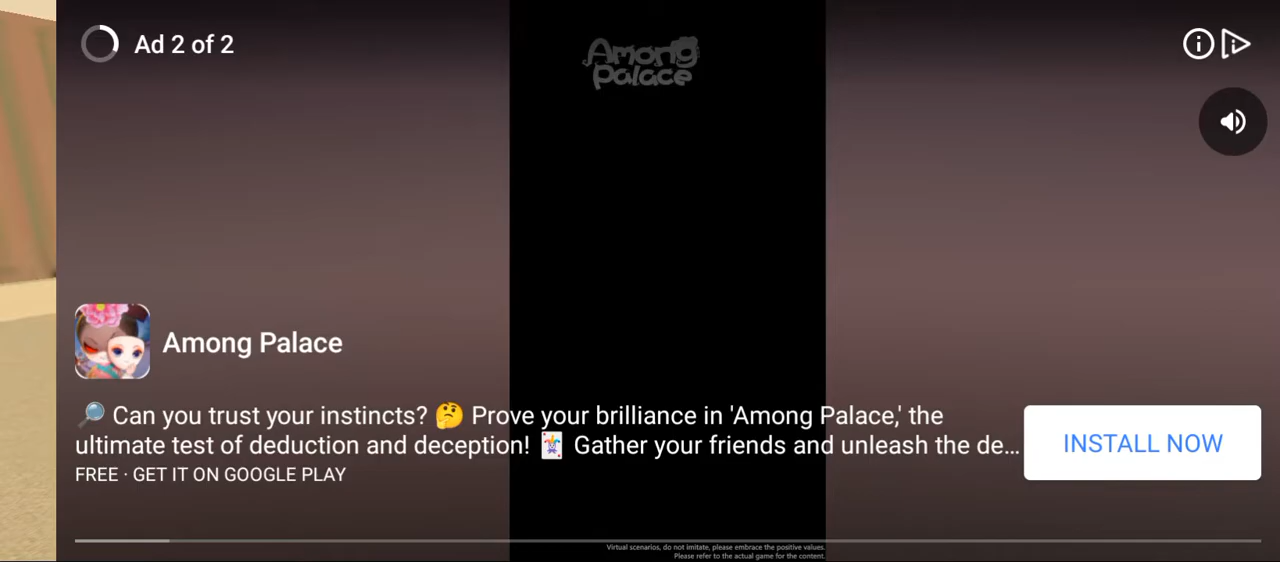 Ad 2 of 2
Among
Palace
Among Palace
🔎 Can you trust your instincts? 🤔 Prove your brilliance in 'Among Palace,' the
ultimate test of deduction and deception! 🃏 Gather your friends and unleash the de...
INSTALL NOW
FREE · GET IT ON GOOGLE PLAY
Virtual scenarios, do not imitate, please embrace the positive values.
Please refer to the actual game for the content.